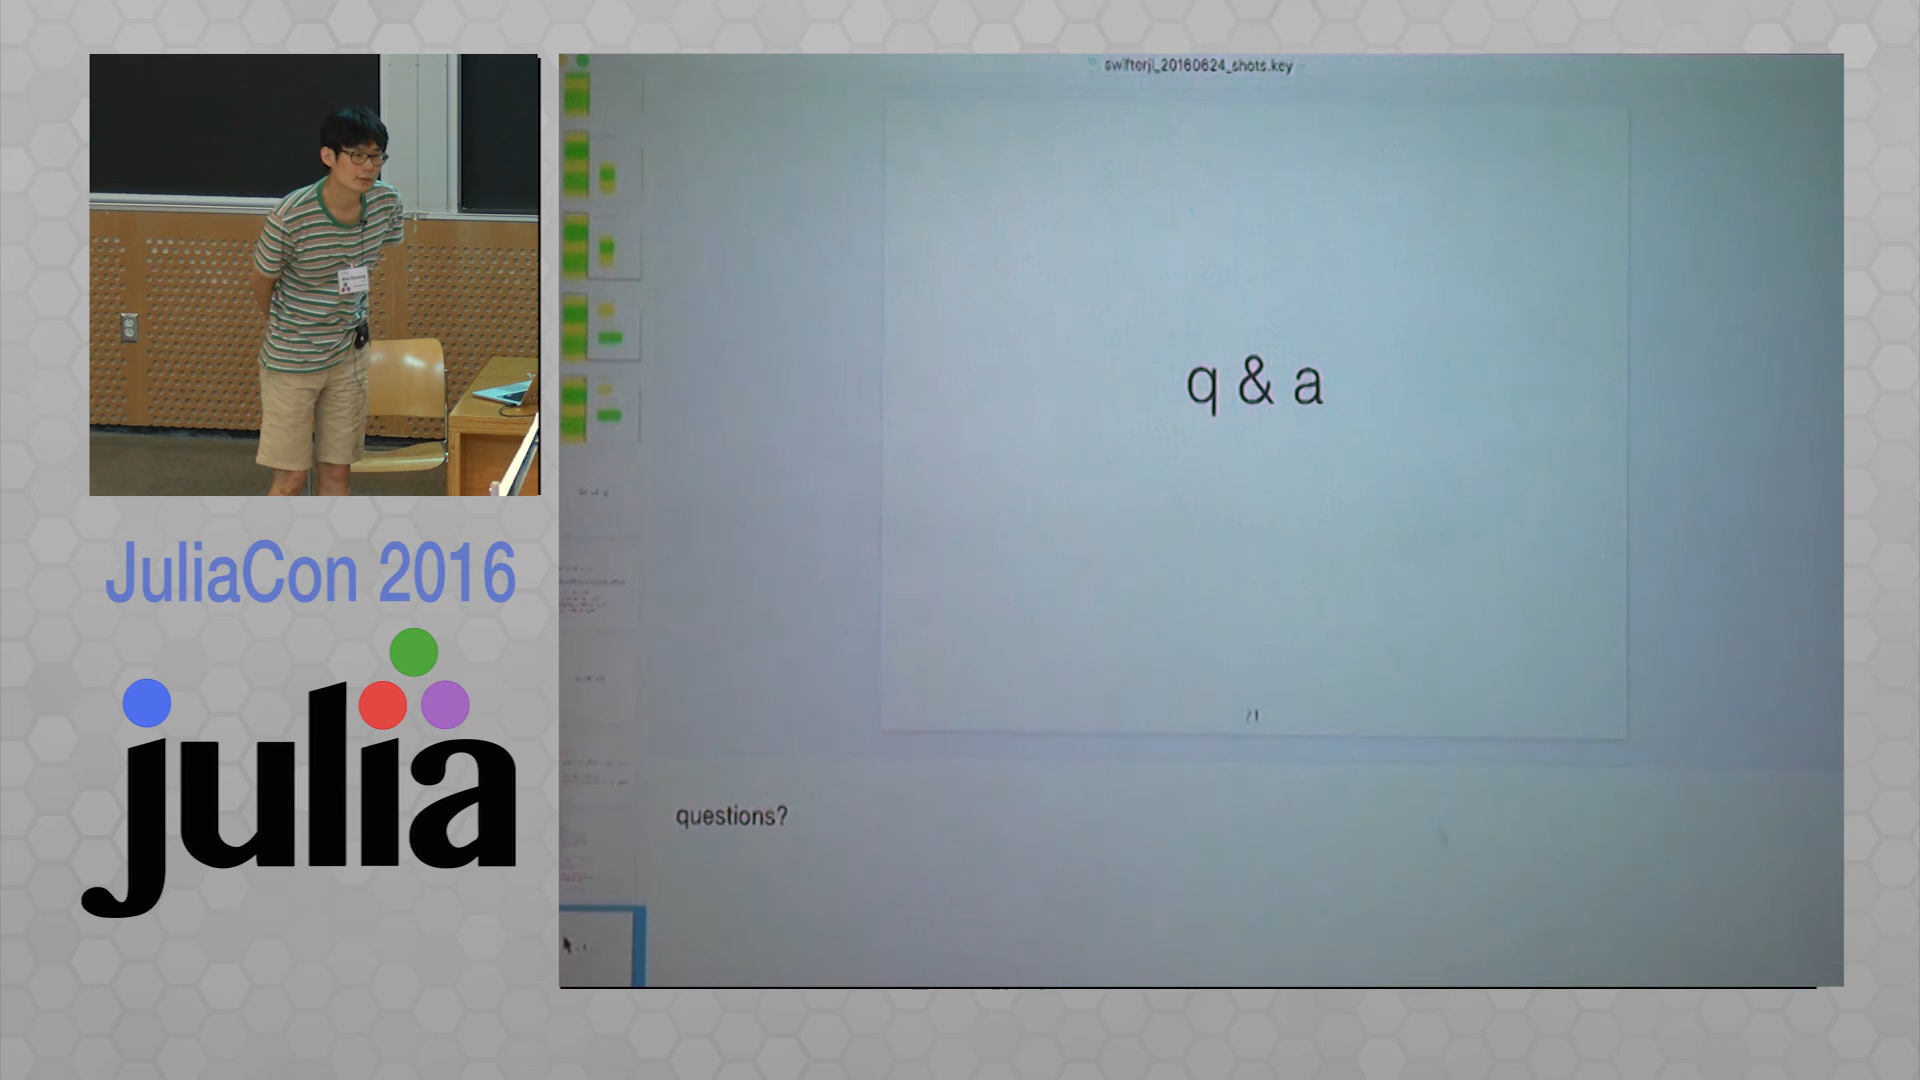 swifterjl_20160624_shots.key
q & a
71
questions?
JuliaCon 2016
julia